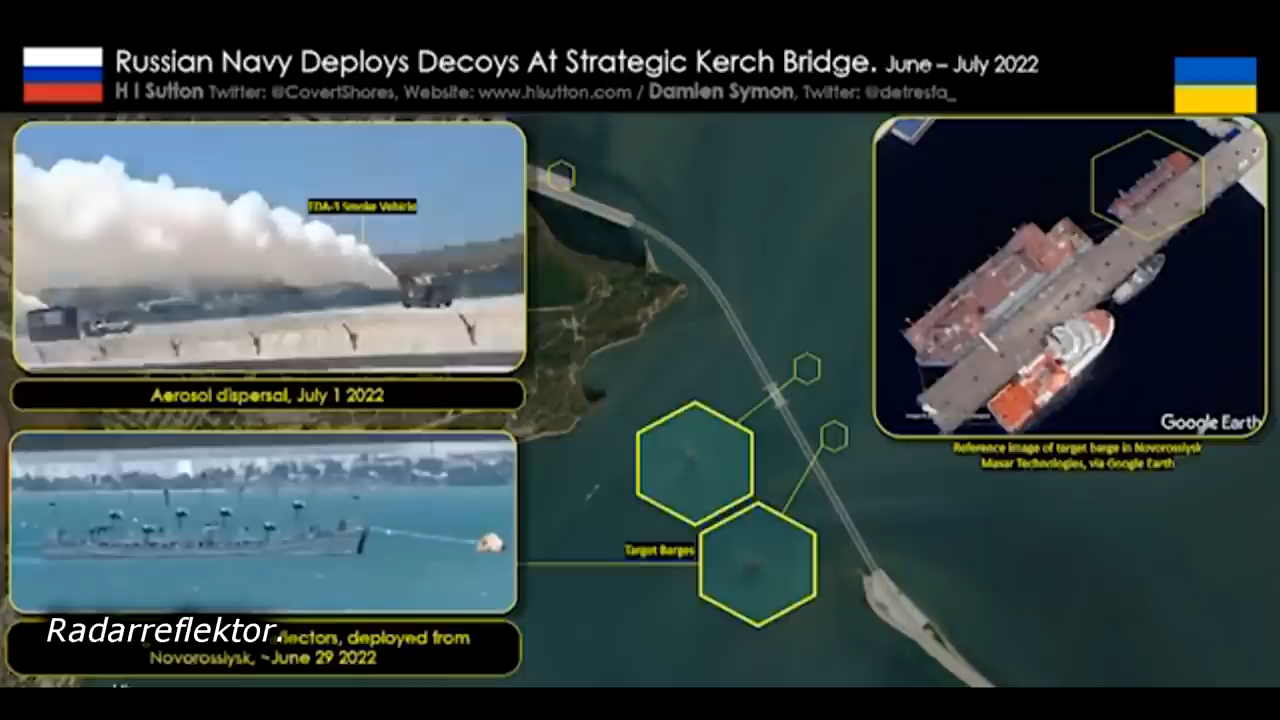 Russian Navy Deploys Decoys At Strategic Kerch Bridge. June – July 2022
H I Sutton Twitter: @CovertShores, Website: www.hisutton.com / Damien Symon, Twitter: @detresfa_
TDA-3 Smoke Vehicle
Aerosol dispersal, July 1 2022
Target Barges
Radarreflektor.
flectors, deployed from
Novorossiysk, ~June 29 2022
Google Earth
Reference image of target barge in Novorossiysk
Maxar Technologies, via Google Earth